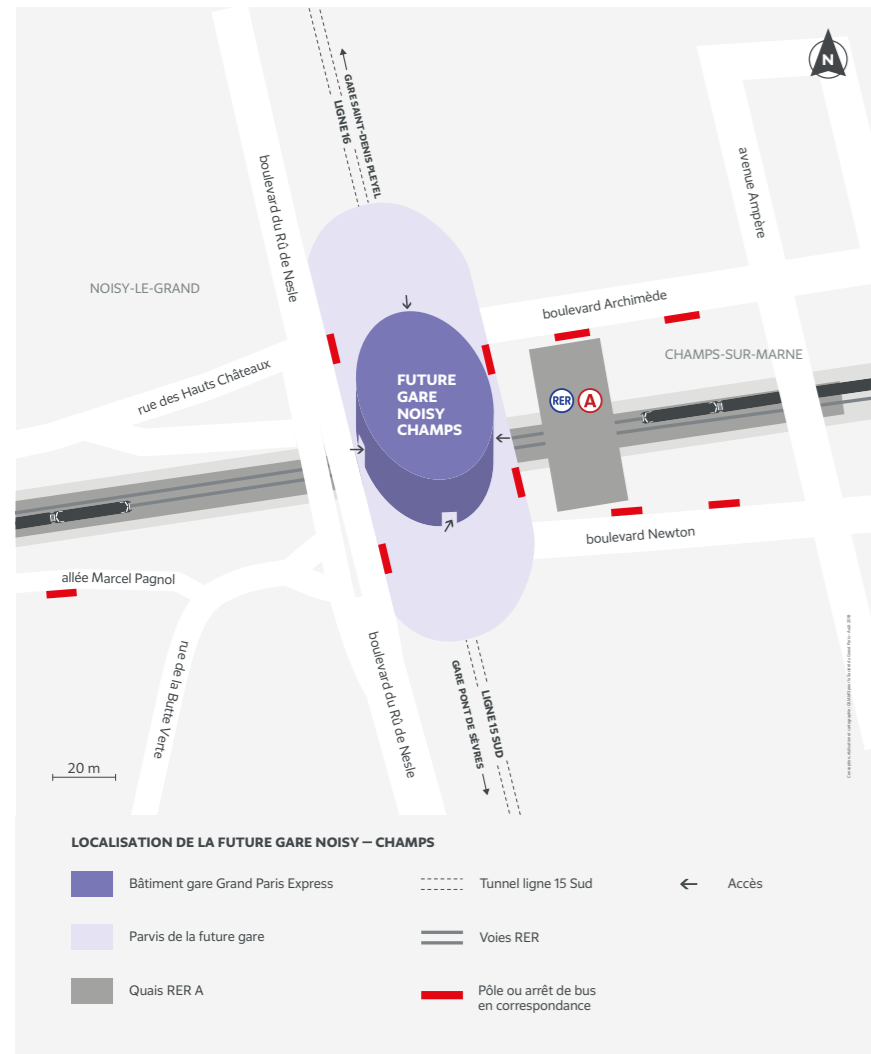 N
GARE SAINT-DENIS PLEYEL
LIGNE 16
boulevard du Rû de Nesle
avenue Ampère
NOISY-LE-GRAND
boulevard Archimède
CHAMPS-SUR-MARNE
rue des Hauts Châteaux
FUTURE
GARE
NOISY
CHAMPS
RER A
boulevard Newton
allée Marcel Pagnol
rue de la Butte Verte
boulevard du Rû de Nesle
GARE PONT DE SÈVRES
LIGNE 15 SUD
20 m
LOCALISATION DE LA FUTURE GARE NOISY – CHAMPS
Bâtiment gare Grand Paris Express
Tunnel ligne 15 Sud
Accès
Parvis de la future gare
Voies RER
Quais RER A
Pôle ou arrêt de bus
en correspondance